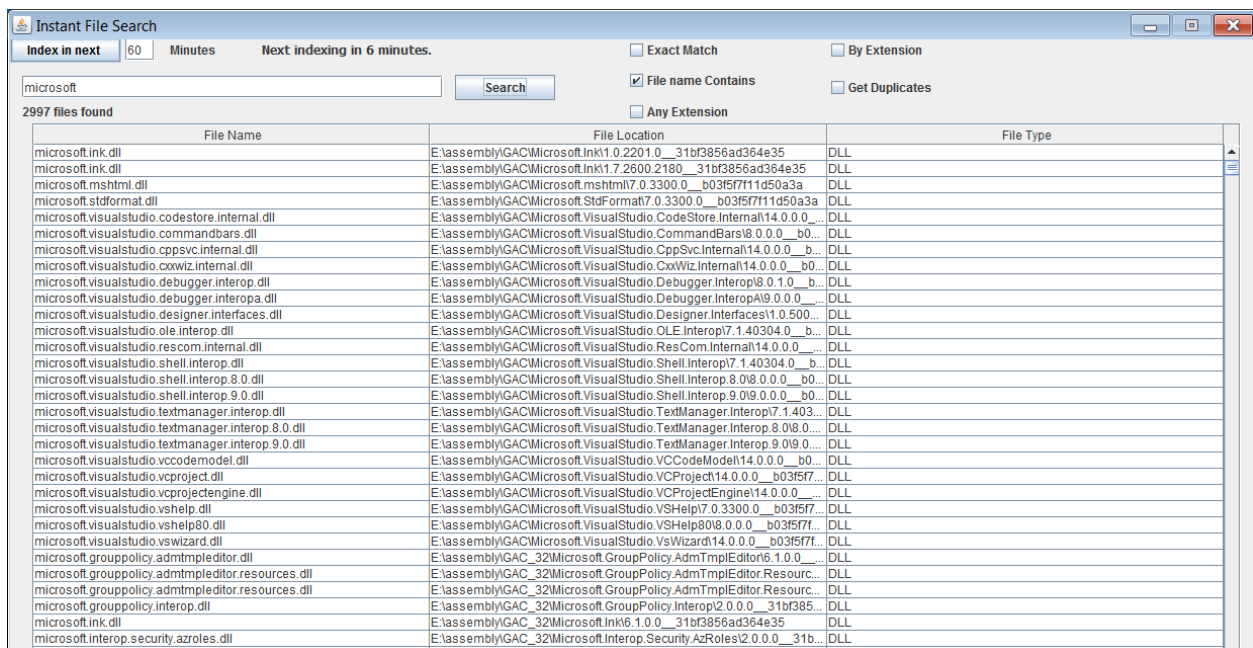 Instant File Search
Index in next 60 Minutes Next indexing in 6 minutes. Exact Match By Extension
microsoft Search File name Contains Get Duplicates
2997 files found Any Extension
File Name File Location File Type
microsoft.ink.dll E:\assembly\GAC\Microsoft.Ink\1.0.2201.0__31bf3856ad364e35 DLL
microsoft.ink.dll E:\assembly\GAC\Microsoft.Ink\1.7.2600.2180__31bf3856ad364e35 DLL
microsoft.mshtml.dll E:\assembly\GAC\Microsoft.mshtml\7.0.3300.0__b03f5f7f11d50a3a DLL
microsoft.stdformat.dll E:\assembly\GAC\Microsoft.StdFormat\7.0.3300.0__b03f5f7f11d50a3a DLL
microsoft.visualstudio.codestore.internal.dll E:\assembly\GAC\Microsoft.VisualStudio.CodeStore.Internal\14.0.0.0_... DLL
microsoft.visualstudio.commandbars.dll E:\assembly\GAC\Microsoft.VisualStudio.CommandBars\8.0.0.0__b0... DLL
microsoft.visualstudio.cppsvc.internal.dll E:\assembly\GAC\Microsoft.VisualStudio.CppSvc.Internal\14.0.0.0__b... DLL
microsoft.visualstudio.cxxwiz.internal.dll E:\assembly\GAC\Microsoft.VisualStudio.CxxWiz.Internal\14.0.0.0__b0... DLL
microsoft.visualstudio.debugger.interop.dll E:\assembly\GAC\Microsoft.VisualStudio.Debugger.Interop\8.0.1.0__b... DLL
microsoft.visualstudio.debugger.interopa.dll E:\assembly\GAC\Microsoft.VisualStudio.Debugger.InteropA\9.0.0.0__... DLL
microsoft.visualstudio.designer.interfaces.dll E:\assembly\GAC\Microsoft.VisualStudio.Designer.Interfaces\1.0.500... DLL
microsoft.visualstudio.ole.interop.dll E:\assembly\GAC\Microsoft.VisualStudio.OLE.Interop\7.1.40304.0__b... DLL
microsoft.visualstudio.rescom.internal.dll E:\assembly\GAC\Microsoft.VisualStudio.ResCom.Internal\14.0.0.0__... DLL
microsoft.visualstudio.shell.interop.dll E:\assembly\GAC\Microsoft.VisualStudio.Shell.Interop\7.1.40304.0__b... DLL
microsoft.visualstudio.shell.interop.8.0.dll E:\assembly\GAC\Microsoft.VisualStudio.Shell.Interop.8.0\8.0.0.0__b0... DLL
microsoft.visualstudio.shell.interop.9.0.dll E:\assembly\GAC\Microsoft.VisualStudio.Shell.Interop.9.0\9.0.0.0__b0... DLL
microsoft.visualstudio.textmanager.interop.dll E:\assembly\GAC\Microsoft.VisualStudio.TextManager.Interop\7.1.403... DLL
microsoft.visualstudio.textmanager.interop.8.0.dll E:\assembly\GAC\Microsoft.VisualStudio.TextManager.Interop.8.0\8.0.... DLL
microsoft.visualstudio.textmanager.interop.9.0.dll E:\assembly\GAC\Microsoft.VisualStudio.TextManager.Interop.9.0\9.0.... DLL
microsoft.visualstudio.vccodemodel.dll E:\assembly\GAC\Microsoft.VisualStudio.VCCodeModel\14.0.0.0__b0... DLL
microsoft.visualstudio.vcproject.dll E:\assembly\GAC\Microsoft.VisualStudio.VCProject\14.0.0.0__b03f5f7... DLL
microsoft.visualstudio.vcprojectengine.dll E:\assembly\GAC\Microsoft.VisualStudio.VCProjectEngine\14.0.0.0__... DLL
microsoft.visualstudio.vshelp.dll E:\assembly\GAC\Microsoft.VisualStudio.VSHelp\7.0.3300.0__b03f5f7... DLL
microsoft.visualstudio.vshelp80.dll E:\assembly\GAC\Microsoft.VisualStudio.VSHelp80\8.0.0.0__b03f5f7f... DLL
microsoft.visualstudio.vswizard.dll E:\assembly\GAC\Microsoft.VisualStudio.VsWizard\14.0.0.0__b03f5f7f... DLL
microsoft.grouppolicy.admtmpleditor.dll E:\assembly\GAC_32\Microsoft.GroupPolicy.AdmTmplEditor\6.1.0.0__... DLL
microsoft.grouppolicy.admtmpleditor.resources.dll E:\assembly\GAC_32\Microsoft.GroupPolicy.AdmTmplEditor.Resourc... DLL
microsoft.grouppolicy.admtmpleditor.resources.dll E:\assembly\GAC_32\Microsoft.GroupPolicy.AdmTmplEditor.Resourc... DLL
microsoft.grouppolicy.interop.dll E:\assembly\GAC_32\Microsoft.GroupPolicy.Interop\2.0.0.0__31bf385... DLL
microsoft.ink.dll E:\assembly\GAC_32\Microsoft.Ink\6.1.0.0__31bf3856ad364e35 DLL
microsoft.interop.security.azroles.dll E:\assembly\GAC_32\Microsoft.Interop.Security.AzRoles\2.0.0.0__31b... DLL